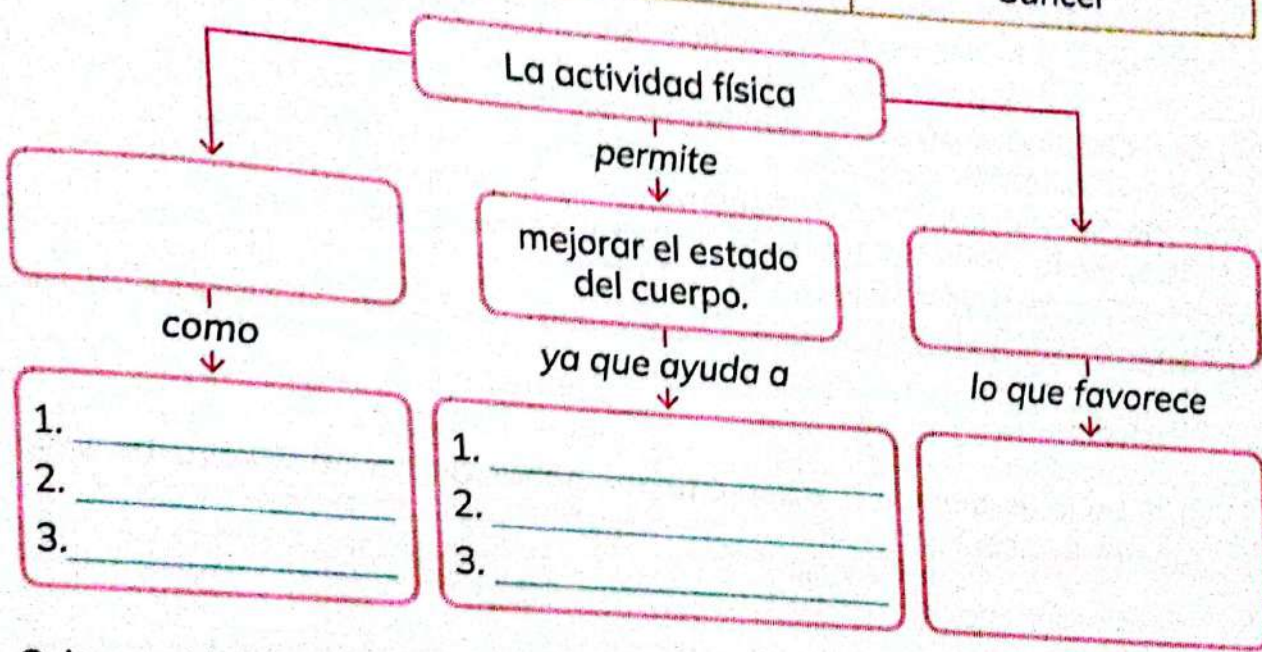 La actividad física
permite
mejorar el estado
del cuerpo.
como
ya que ayuda a
lo que favorece
1.
2.
3.
1.
2.
3.